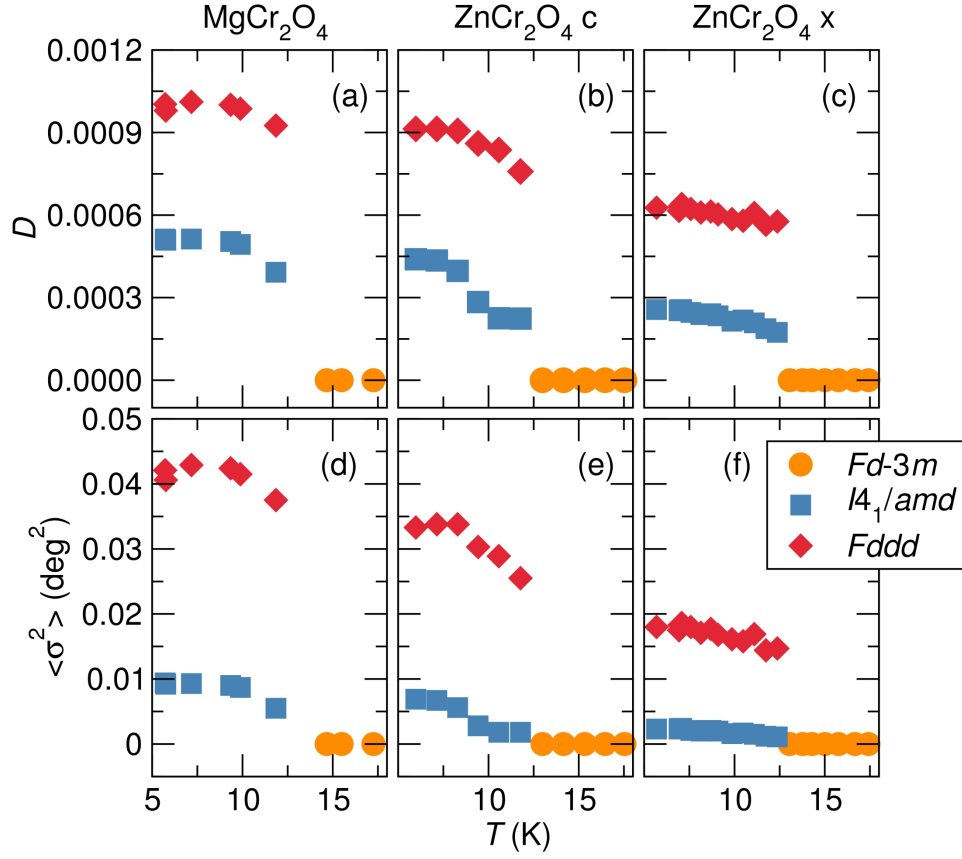 MgCr₂O₄ ZnCr₂O₄ c ZnCr₂O₄ x
0.0012
(a) (b) (c)
0.0009
D
0.0006
0.0003
0.0000
0.05
(d) (e) (f)
Fd-3m
0.04
I4₁/amd
0.03
Fddd
<σ²> (deg²)
0.02
0.01
0
5 10 15 10 15 10 15
T (K)